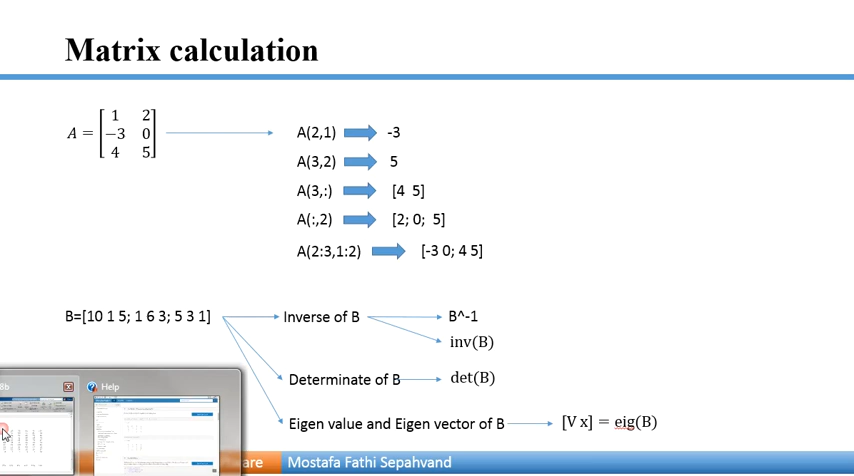 Matrix calculation
A = [1 2
−3 0
4 5]
A(2,1) -3
A(3,2) 5
A(3,:) [4 5]
A(:,2) [2; 0; 5]
A(2:3,1:2) [-3 0; 4 5]
B=[10 1 5; 1 6 3; 5 3 1]
Inverse of B
B^-1
inv(B)
Determinate of B
det(B)
Eigen value and Eigen vector of B
[V x] = eig(B)
8b
Help
ware
Mostafa Fathi Sepahvand